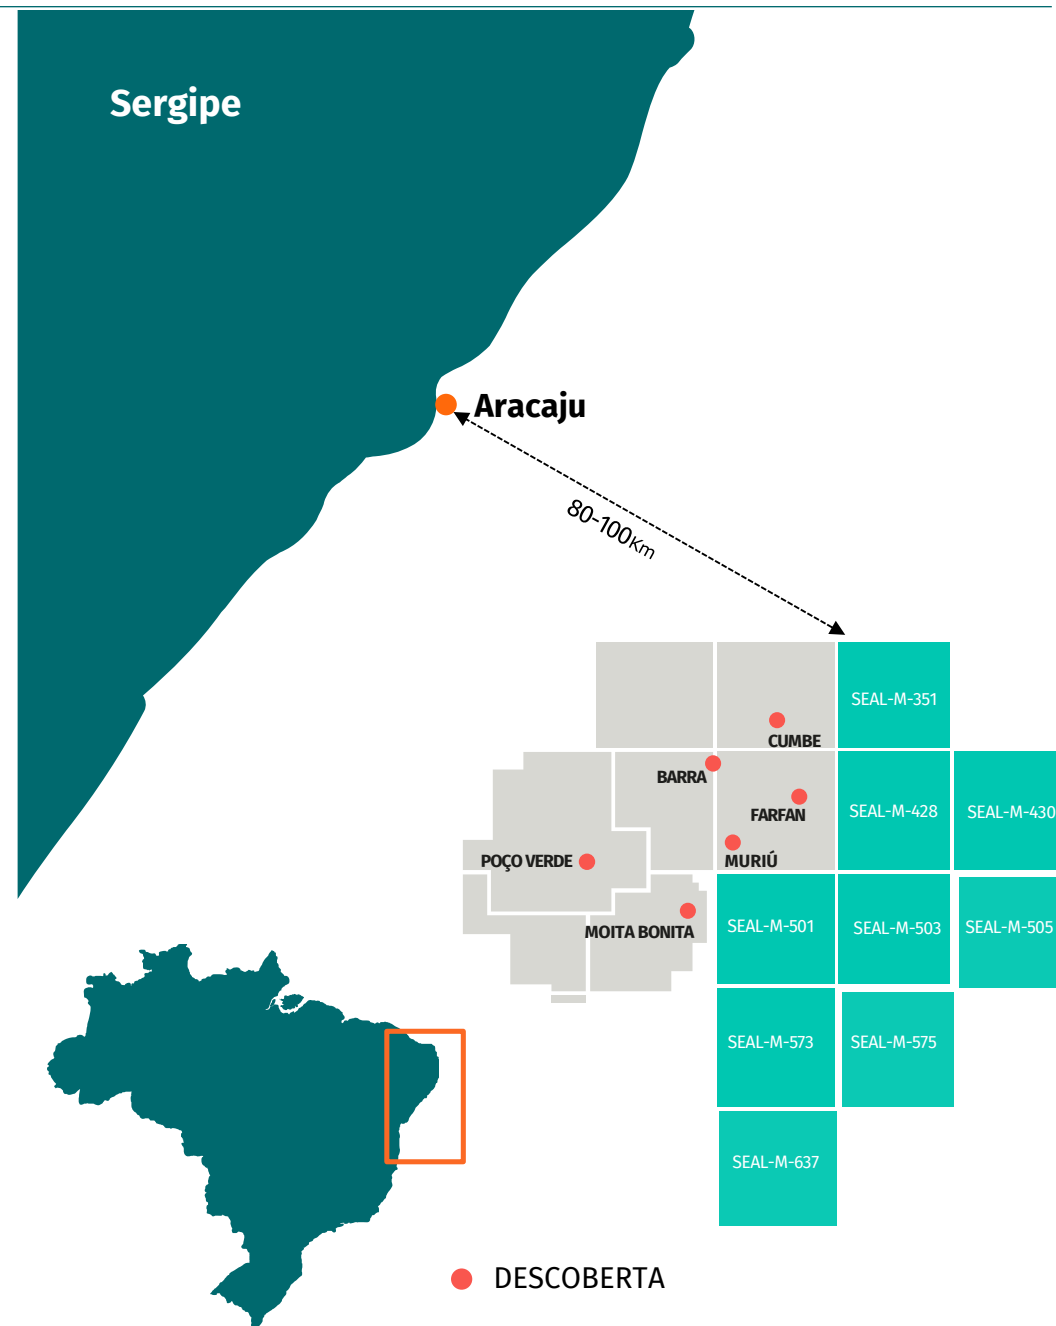 Sergipe
Aracaju
80-100Km
SEAL-M-351
CUMBE
BARRA
FARFAN
SEAL-M-428
SEAL-M-430
MURIÚ
POÇO VERDE
MOITA BONITA
SEAL-M-501
SEAL-M-503
SEAL-M-505
SEAL-M-573
SEAL-M-575
SEAL-M-637
DESCOBERTA